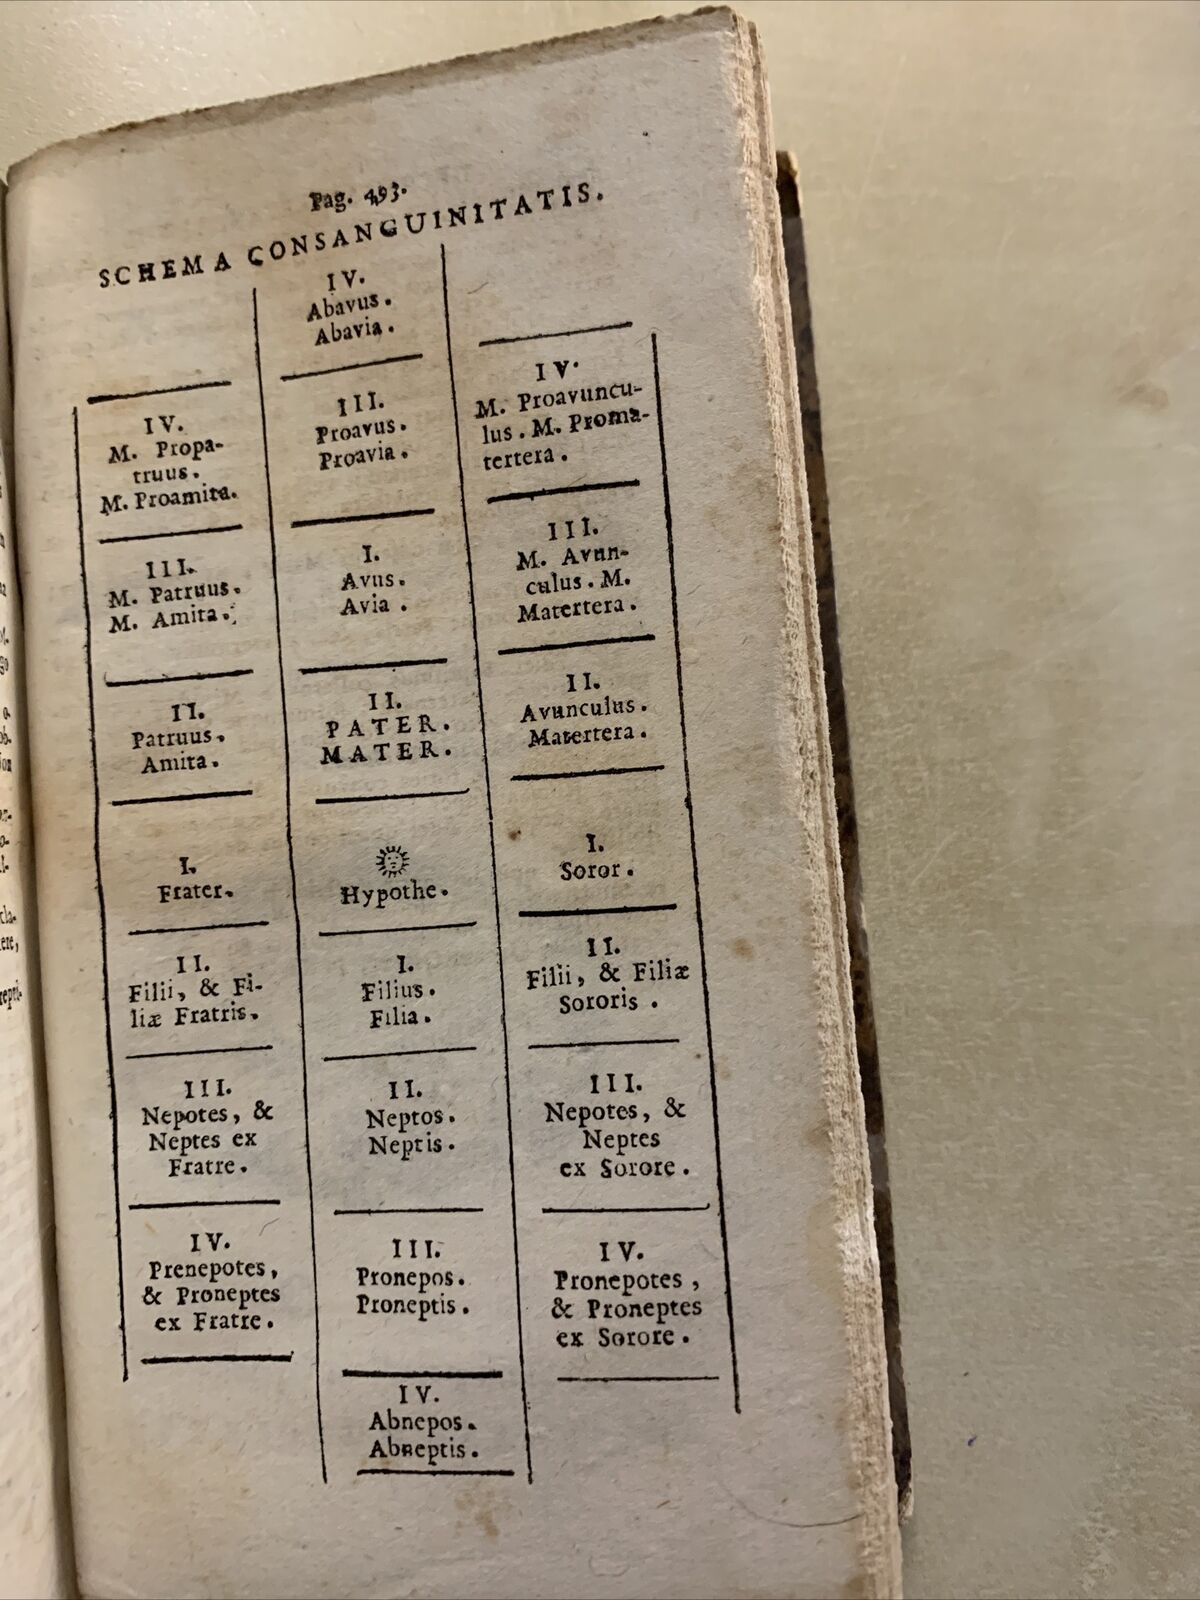 Pag. 493.
SCHEMA CONSANGUINITATIS.
IV.
Abavus.
Abavia.
IV.
M. Propa-
truus.
M. Proamita.
III.
Proavus.
Proavia.
IV.
M. Proavuncu-
lus. M. Proma-
tertera.
III.
M. Patruus.
M. Amita.
I.
Avus.
Avia.
III.
M. Avun-
culus. M.
Matertera.
II.
Patruus.
Amita.
II.
PATER.
MATER.
II.
Avunculus.
Matertera.
I.
Frater.
Hypothe.
I.
Soror.
II.
Filii, & Fi-
liæ Fratris.
I.
Filius.
Filia.
II.
Filii, & Filiæ
Sororis.
III.
Nepotes, &
Neptes ex
Fratre.
II.
Neptos.
Neptis.
III.
Nepotes, &
Neptes
ex Sorore.
IV.
Prenepotes,
& Proneptes
ex Fratre.
III.
Pronepos.
Proneptis.
IV.
Pronepotes,
& Proneptes
ex Sorore.
IV.
Abnepos.
Abneptis.